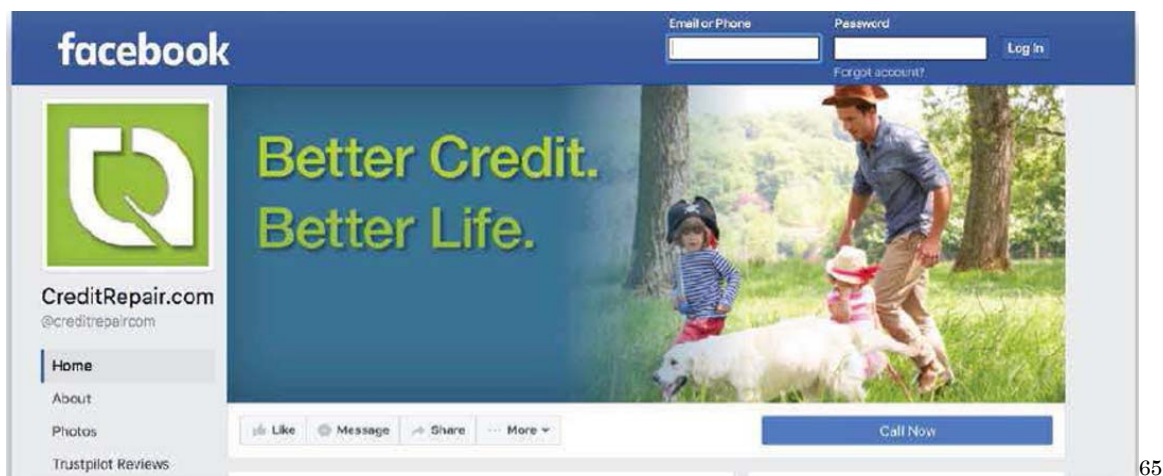 Email or Phone
Password
facebook
Log In
Forgot account?
Better Credit.
Better Life.
CreditRepair.com
@creditrepaircom
Home
About
Photos
Trustpilot Reviews
Like
Message
Share
··· More
Call Now
65